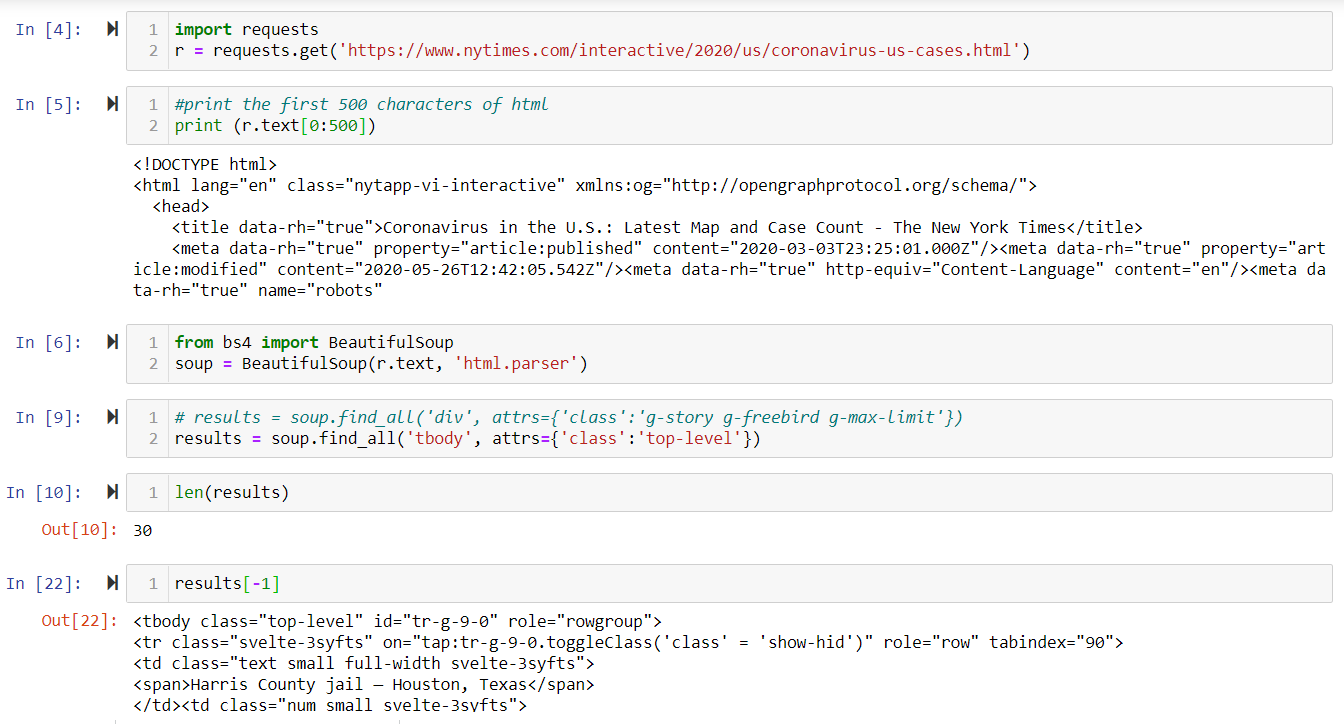 In [4]:
1 import requests
2 r = requests.get('https://www.nytimes.com/interactive/2020/us/coronavirus-us-cases.html')
In [5]:
1 #print the first 500 characters of html
2 print (r.text[0:500])
<!DOCTYPE html>
<html lang="en" class="nytapp-vi-interactive" xmlns:og="http://opengraphprotocol.org/schema/">
<head>
<title data-rh="true">Coronavirus in the U.S.: Latest Map and Case Count - The New York Times</title>
<meta data-rh="true" property="article:published" content="2020-03-03T23:25:01.000Z"/><meta data-rh="true" property="art
icle:modified" content="2020-05-26T12:42:05.542Z"/><meta data-rh="true" http-equiv="Content-Language" content="en"/><meta da
ta-rh="true" name="robots"
In [6]:
1 from bs4 import BeautifulSoup
2 soup = BeautifulSoup(r.text, 'html.parser')
In [9]:
1 # results = soup.find_all('div', attrs={'class':'g-story g-freebird g-max-limit'})
2 results = soup.find_all('tbody', attrs={'class':'top-level'})
In [10]:
1 len(results)
Out[10]: 30
In [22]:
1 results[-1]
Out[22]: <tbody class="top-level" id="tr-g-9-0" role="rowgroup">
<tr class="svelte-3syfts" on="tap:tr-g-9-0.toggleClass('class' = 'show-hid')" role="row" tabindex="90">
<td class="text small full-width svelte-3syfts">
<span>Harris County jail — Houston, Texas</span>
</td><td class="num small svelte-3syfts">